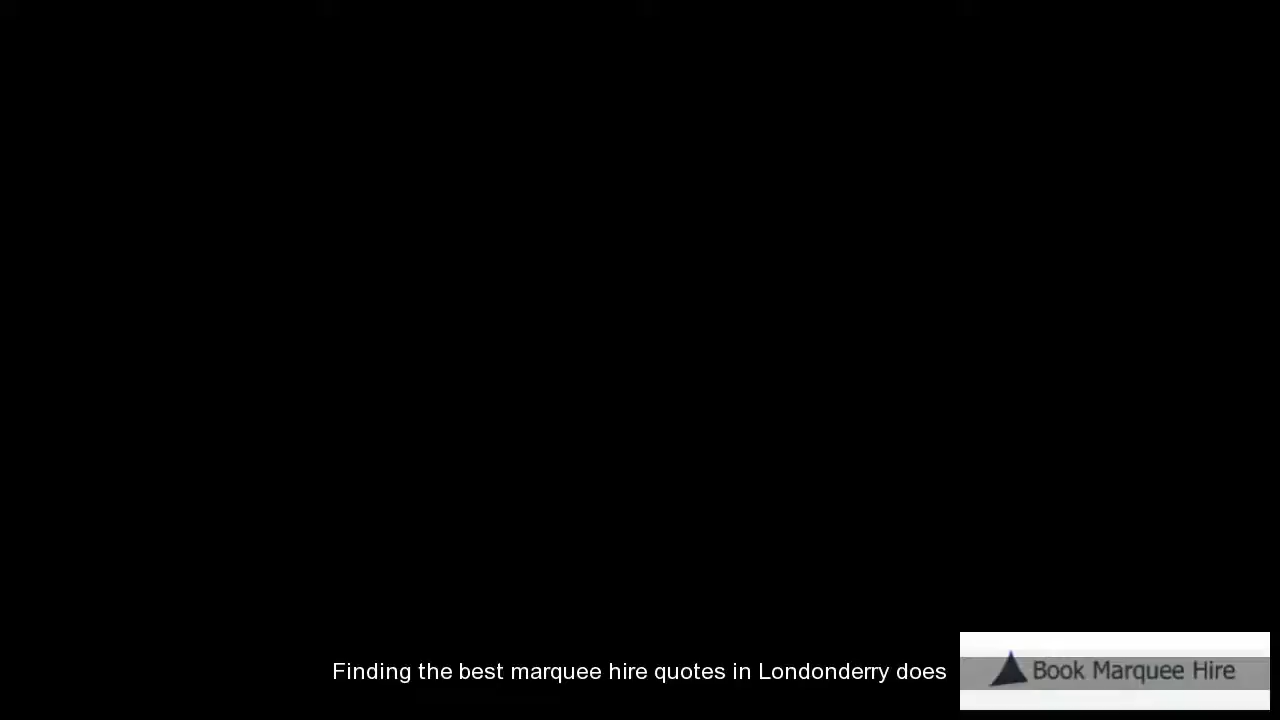 Finding the best marquee hire quotes in Londonderry does
Book Marquee Hire